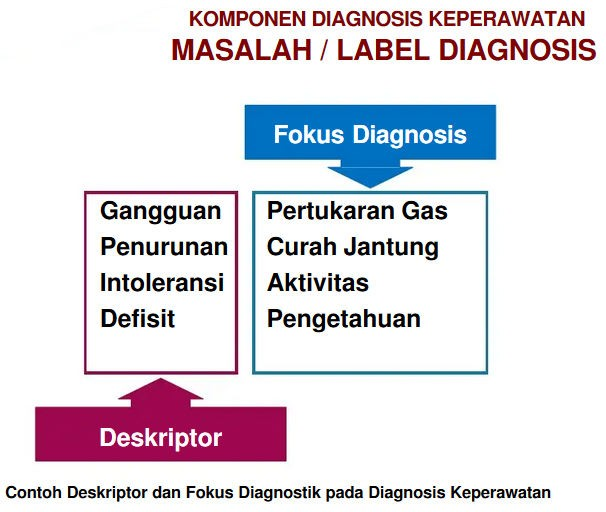 KOMPONEN DIAGNOSIS KEPERAWATAN
MASALAH / LABEL DIAGNOSIS
Fokus Diagnosis
Gangguan Pertukaran Gas
Penurunan Curah Jantung
Intoleransi Aktivitas
Defisit Pengetahuan
Deskriptor
Contoh Deskriptor dan Fokus Diagnostik pada Diagnosis Keperawatan